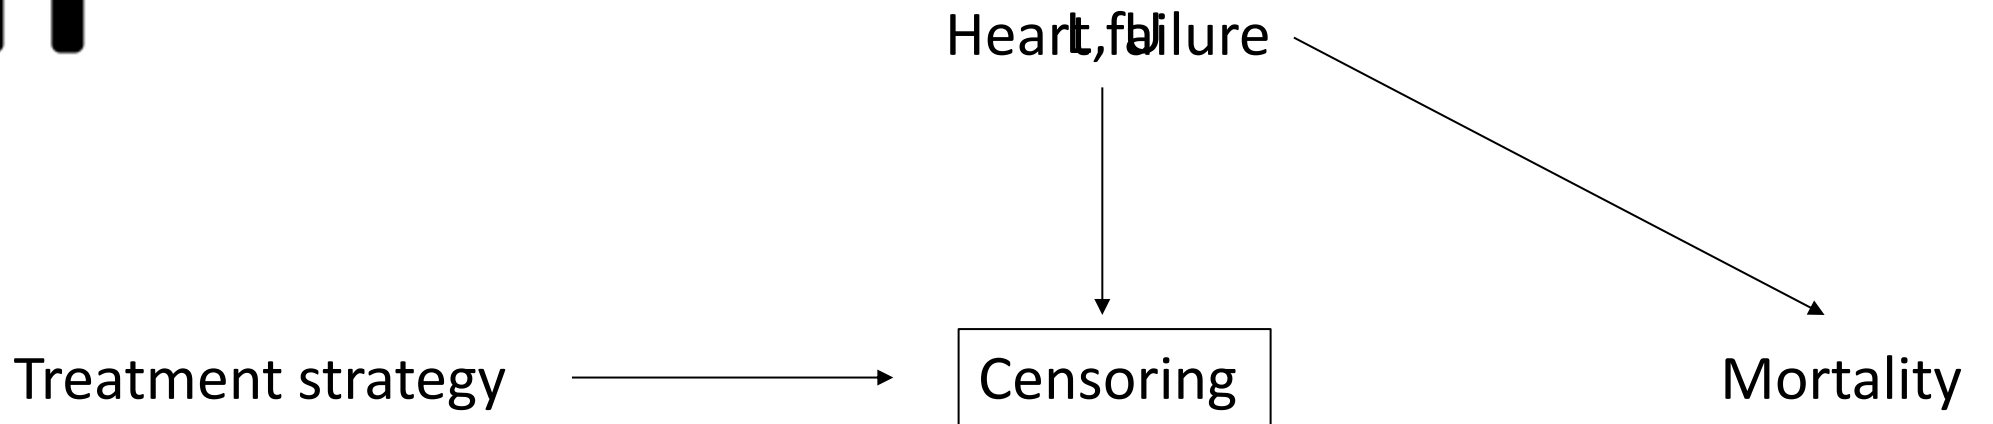 Heart failure
L, U
Treatment strategy
Censoring
Mortality